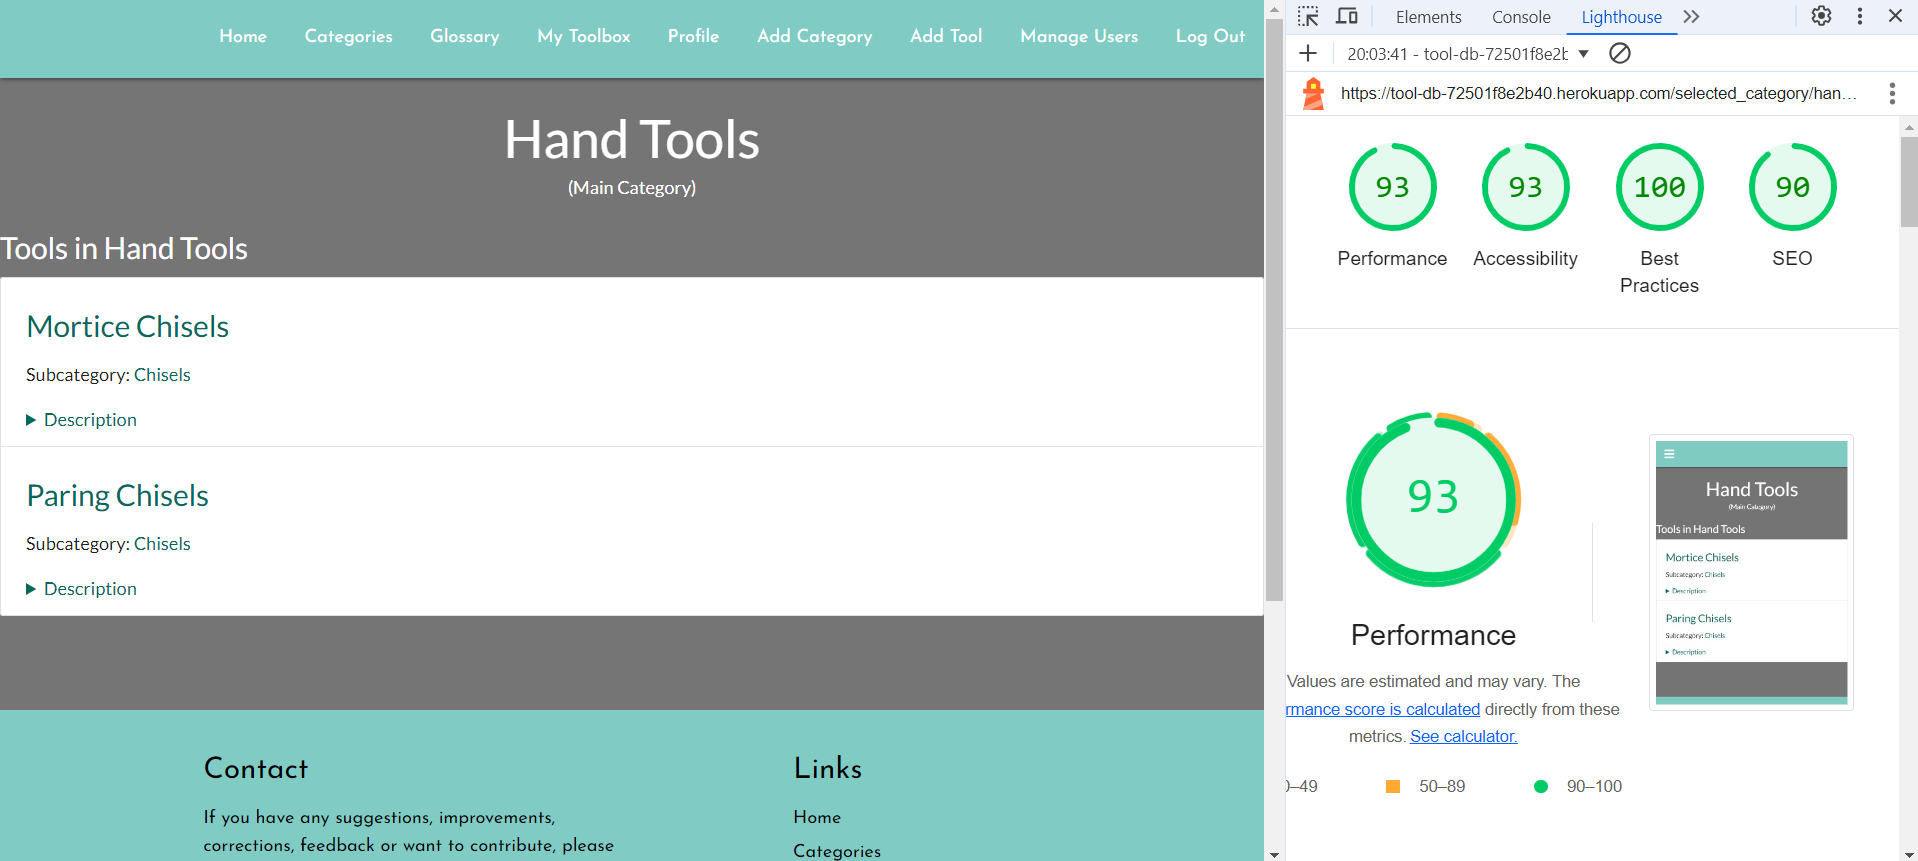 Home Categories Glossary My Toolbox Profile Add Category Add Tool Manage Users Log Out
Hand Tools
(Main Category)
Tools in Hand Tools
Mortice Chisels
Subcategory: Chisels
Description
Paring Chisels
Subcategory: Chisels
Description
Contact
If you have any suggestions, improvements,
corrections, feedback or want to contribute, please
Links
Home
Categories
Elements Console Lighthouse
20:03:41 - tool-db-72501f8e2b
https://tool-db-72501f8e2b40.herokuapp.com/selected_category/han…
93 93 100 90
Performance Accessibility Best Practices SEO
93
Performance
Values are estimated and may vary. The
rmance score is calculated directly from these
metrics. See calculator.
0–49 50–89 90–100
Hand Tools
(Main Category)
Tools in Hand Tools
Mortice Chisels
Subcategory: Chisels
Description
Paring Chisels
Subcategory: Chisels
Description